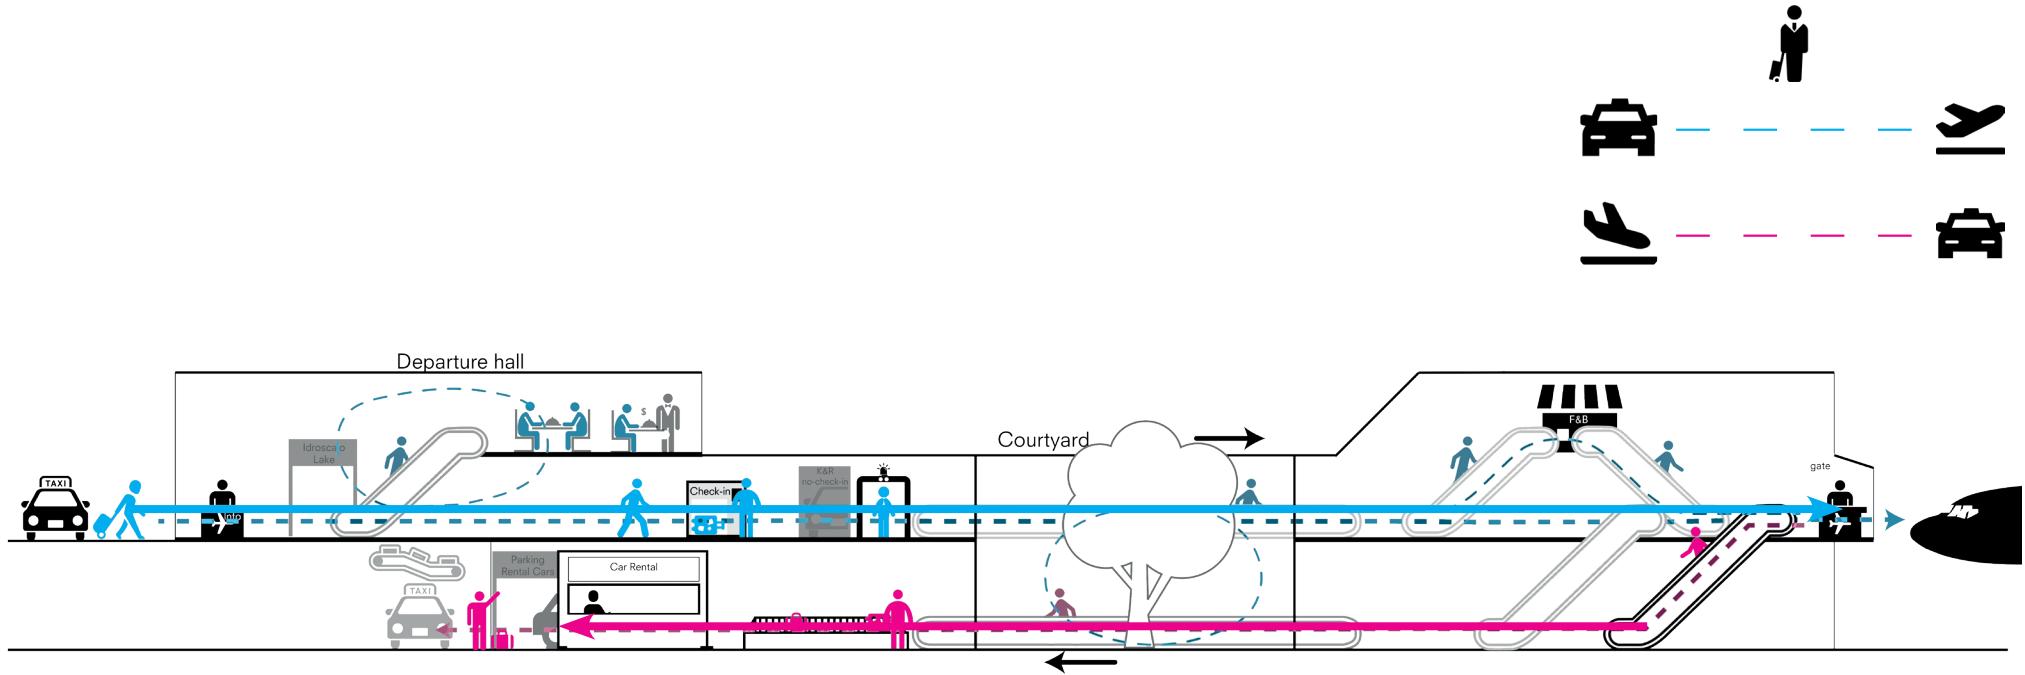 Departure hall
Courtyard
F&B
Idroscalo
Lake
$
gate
K&R
no-check-in
TAXI
Check-in
info
Parking
Rental Cars
Car Rental
TAXI